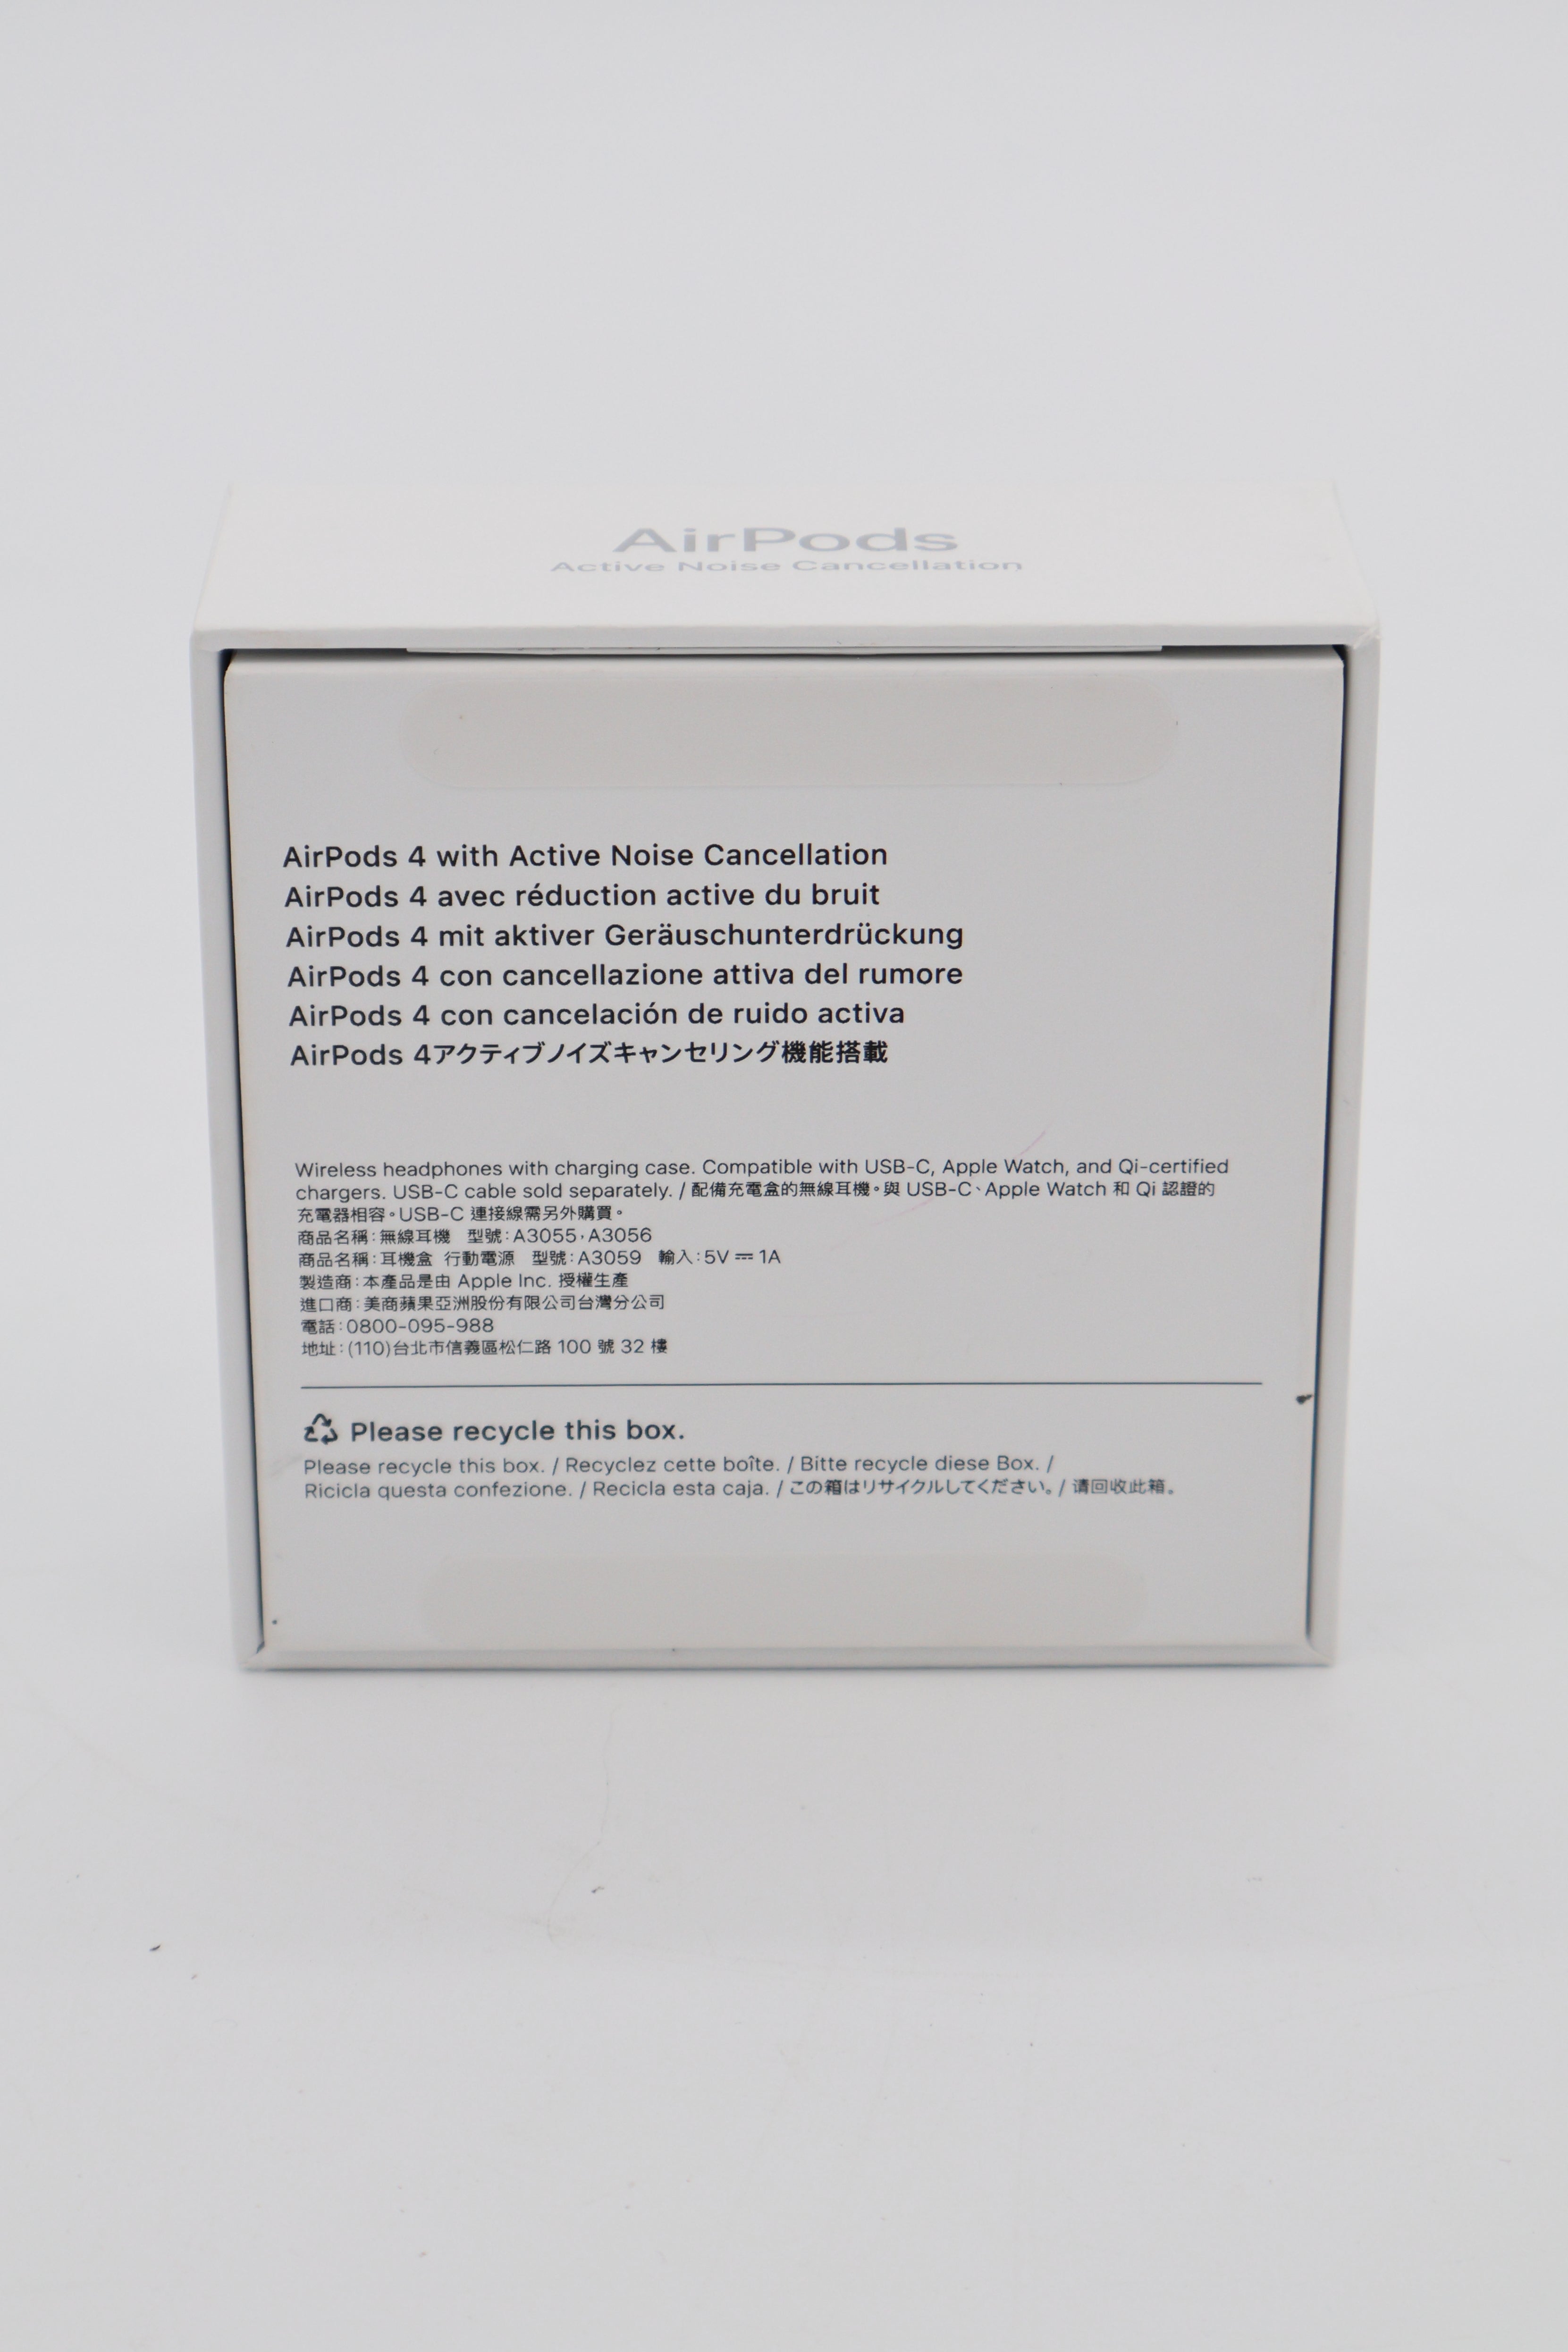 AirPods
Active Noise Cancellation
AirPods 4 with Active Noise Cancellation
AirPods 4 avec réduction active du bruit
AirPods 4 mit aktiver Geräuschunterdrückung
AirPods 4 con cancellazione attiva del rumore
AirPods 4 con cancelación de ruido activa
AirPods 4アクティブノイズキャンセリング機能搭載
Wireless headphones with charging case. Compatible with USB-C, Apple Watch, and Qi-certified
chargers. USB-C cable sold separately. / 配備充電盒的無線耳機。與 USB-C、Apple Watch 和 Qi 認證的
充電器相容。USB-C 連接線需另外購買。
商品名稱：無線耳機 型號：A3055，A3056
商品名稱：耳機盒 行動電源 型號：A3059 輸入：5V ⎓ 1A
製造商：本產品是由 Apple Inc. 授權生產
進口商：美商蘋果亞洲股份有限公司台灣分公司
電話：0800-095-988
地址：(110)台北市信義區松仁路 100 號 32 樓
Please recycle this box.
Please recycle this box. / Recyclez cette boîte. / Bitte recycle diese Box. /
Ricicla questa confezione. / Recicla esta caja. / この箱はリサイクルしてください。/ 请回收此箱。